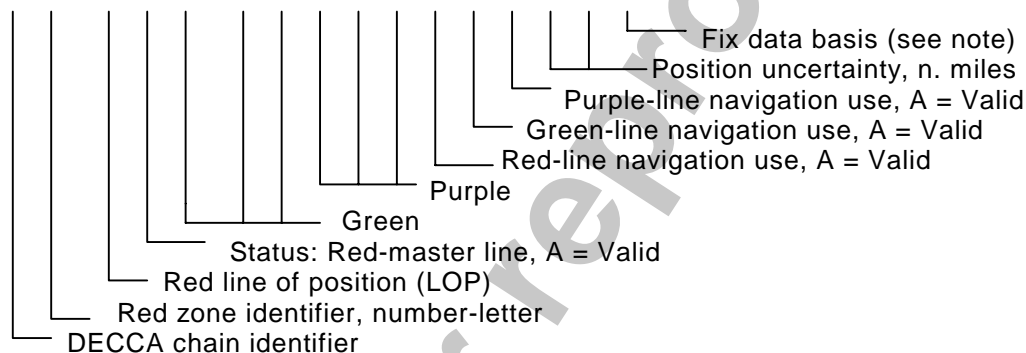 Fix data basis (see note)
Position uncertainty, n. miles
Purple-line navigation use, A = Valid
Green-line navigation use, A = Valid
Red-line navigation use, A = Valid
Purple
Green
Status: Red-master line, A = Valid
Red line of position (LOP)
Red zone identifier, number-letter
DECCA chain identifier
r repro